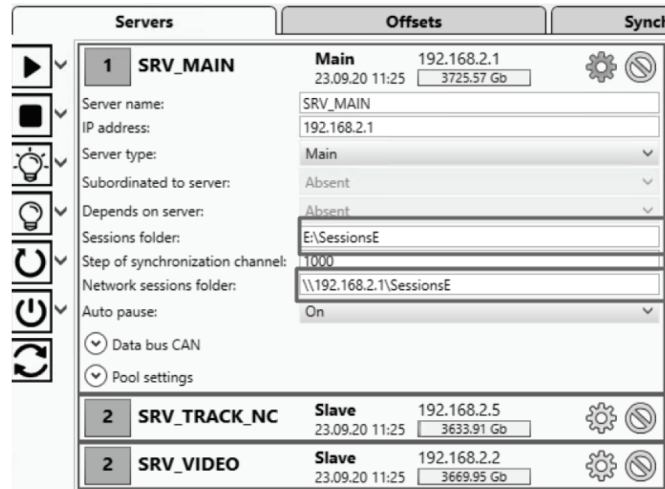 Servers Offsets
1 SRV_MAIN Main 192.168.2.1
23.09.20 11:25 3725.57 Gb
Server name: SRV_MAIN
IP address: 192.168.2.1
Server type: Main
Subordinated to server: Absent
Depends on server: Absent
Sessions folder: E:\SessionsE
Step of synchronization channel: 1000
Network sessions folder: \\192.168.2.1\SessionsE
Auto pause: On
Data bus CAN
Pool settings
2 SRV_TRACK_NC Slave 192.168.2.5
23.09.20 11:25 3633.91 Gb
2 SRV_VIDEO Slave 192.168.2.2
23.09.20 11:25 3669.95 Gb